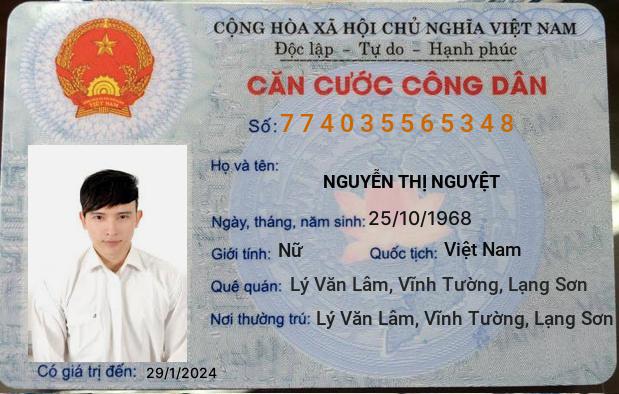 CỘNG HÒA XÃ HỘI CHỦ NGHĨA VIỆT NAM
Độc lập - Tự do - Hạnh phúc
CĂN CƯỚC CÔNG DÂN
Số: 774035565348
Họ và tên:
NGUYỄN THỊ NGUYỆT
Ngày, tháng, năm sinh: 25/10/1968
Giới tính: Nữ Quốc tịch: Việt Nam
Quê quán: Lý Văn Lâm, Vĩnh Tường, Lạng Sơn
Nơi thường trú: Lý Văn Lâm, Vĩnh Tường, Lạng Sơn
Có giá trị đến: 29/1/2024
VIỆT NAM